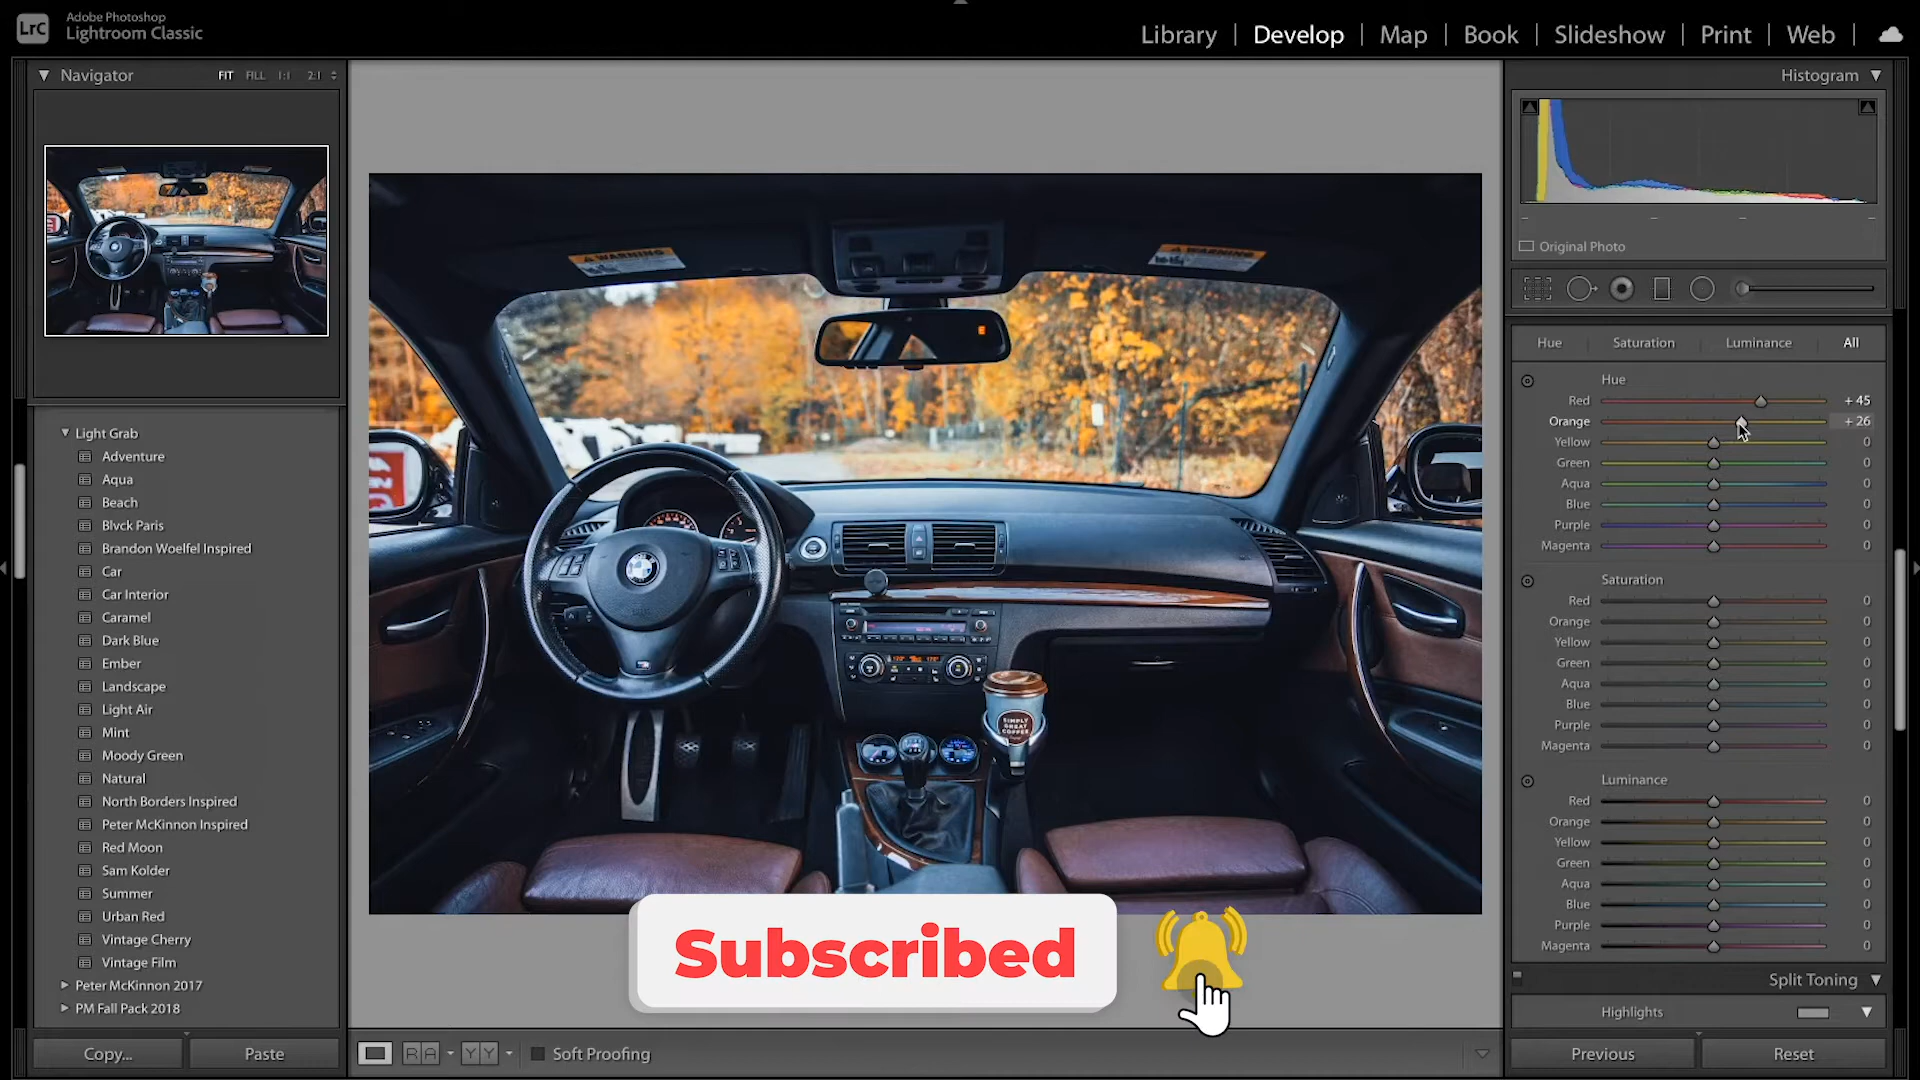 LrC
Adobe Photoshop
Lightroom Classic
Library | Develop | Map | Book | Slideshow | Print | Web
Navigator FIT FILL 1:1 2:1
Histogram
Original Photo
Hue Saturation Luminance All
Hue
Red + 45
Orange + 26
Yellow 0
Green 0
Aqua 0
Blue 0
Purple 0
Magenta 0
Saturation
Red 0
Orange 0
Yellow 0
Green 0
Aqua 0
Blue 0
Purple 0
Magenta 0
Luminance
Red 0
Orange 0
Yellow 0
Green 0
Aqua 0
Blue 0
Purple 0
Magenta 0
Split Toning
Highlights
Previous Reset
Light Grab
Adventure
Aqua
Beach
Blvck Paris
Brandon Woelfel Inspired
Car
Car Interior
Caramel
Dark Blue
Ember
Landscape
Light Air
Mint
Moody Green
Natural
North Borders Inspired
Peter McKinnon Inspired
Red Moon
Sam Kolder
Summer
Urban Red
Vintage Cherry
Vintage Film
Peter McKinnon 2017
PM Fall Pack 2018
Copy... Paste
WARNING
WARNING
E
BMW
SIMPLY
GREAT
COFFEE
Subscribed
R A Y Y Soft Proofing